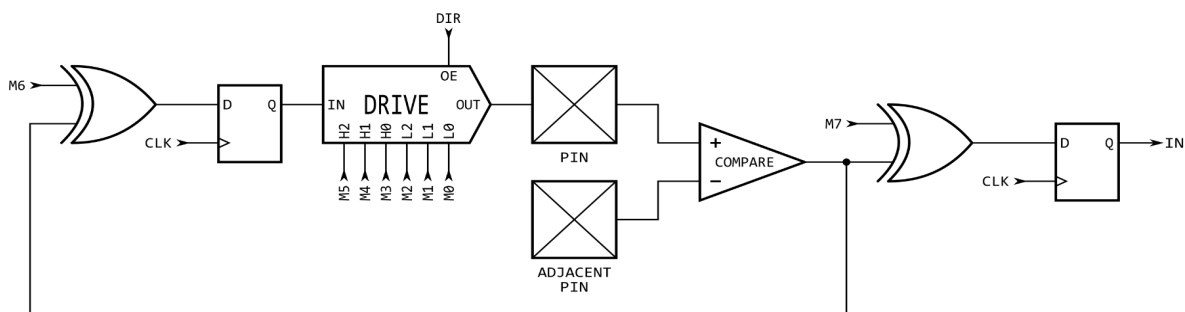 DIR
M6
D Q
CLK
OE
IN DRIVE OUT
H2 H1 H0 L2 L1 L0
M5 M4 M3 M2 M1 M0
PIN
ADJACENT
PIN
+
COMPARE
−
M7
D Q
CLK
IN